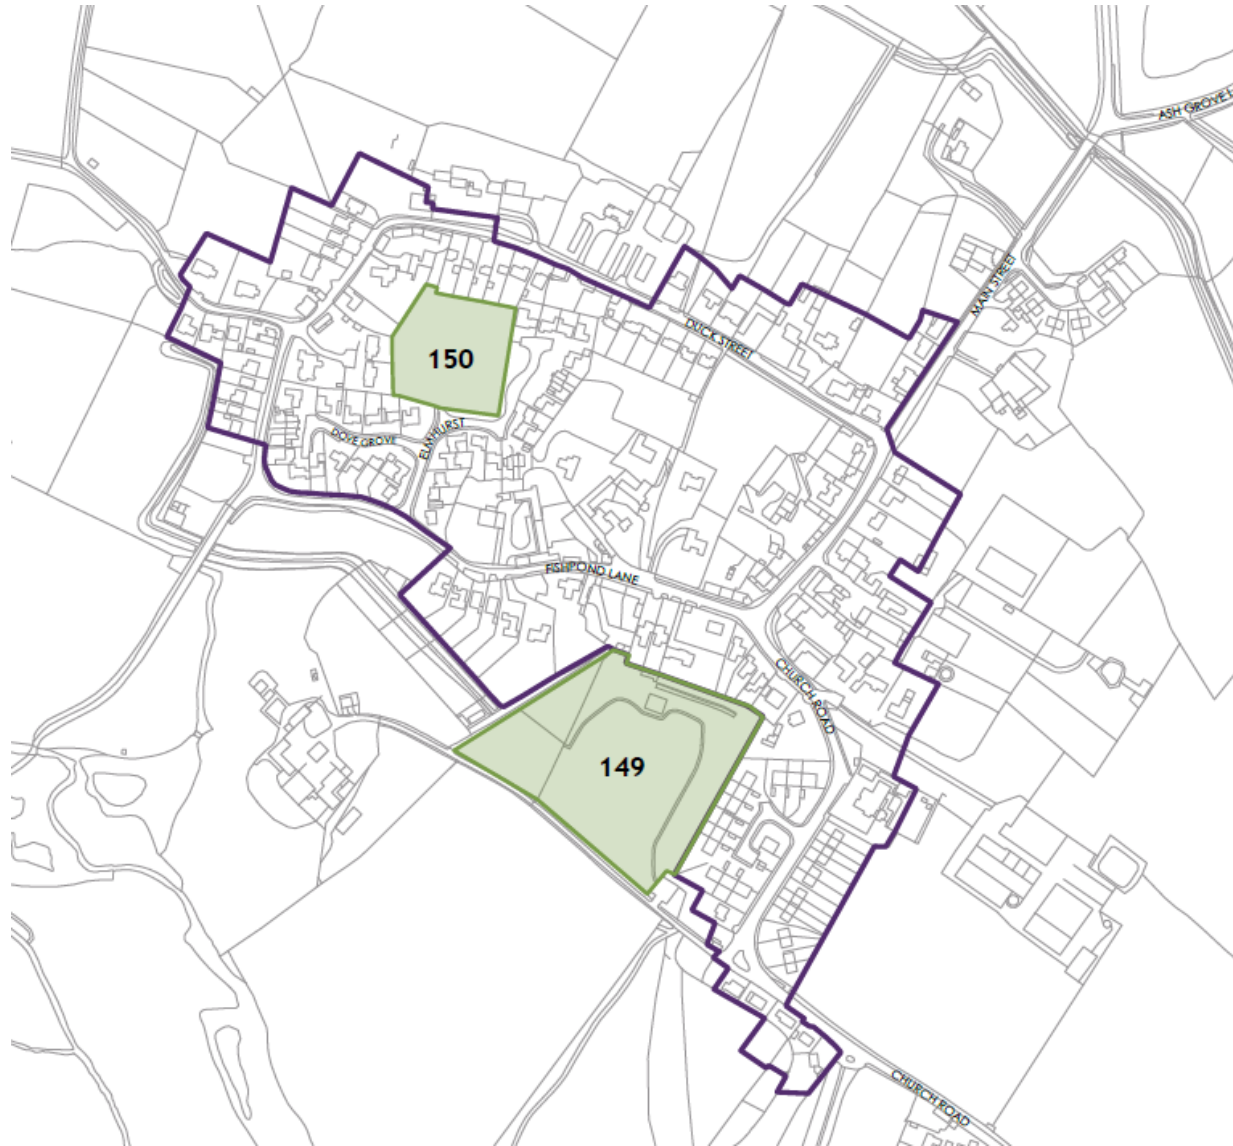 ASH GROVE L
MAIN STREET
DUCK STREET
150
DOVE GROVE
ELMHURST
FISHPOND LANE
CHURCH ROAD
149
CHURCH ROAD